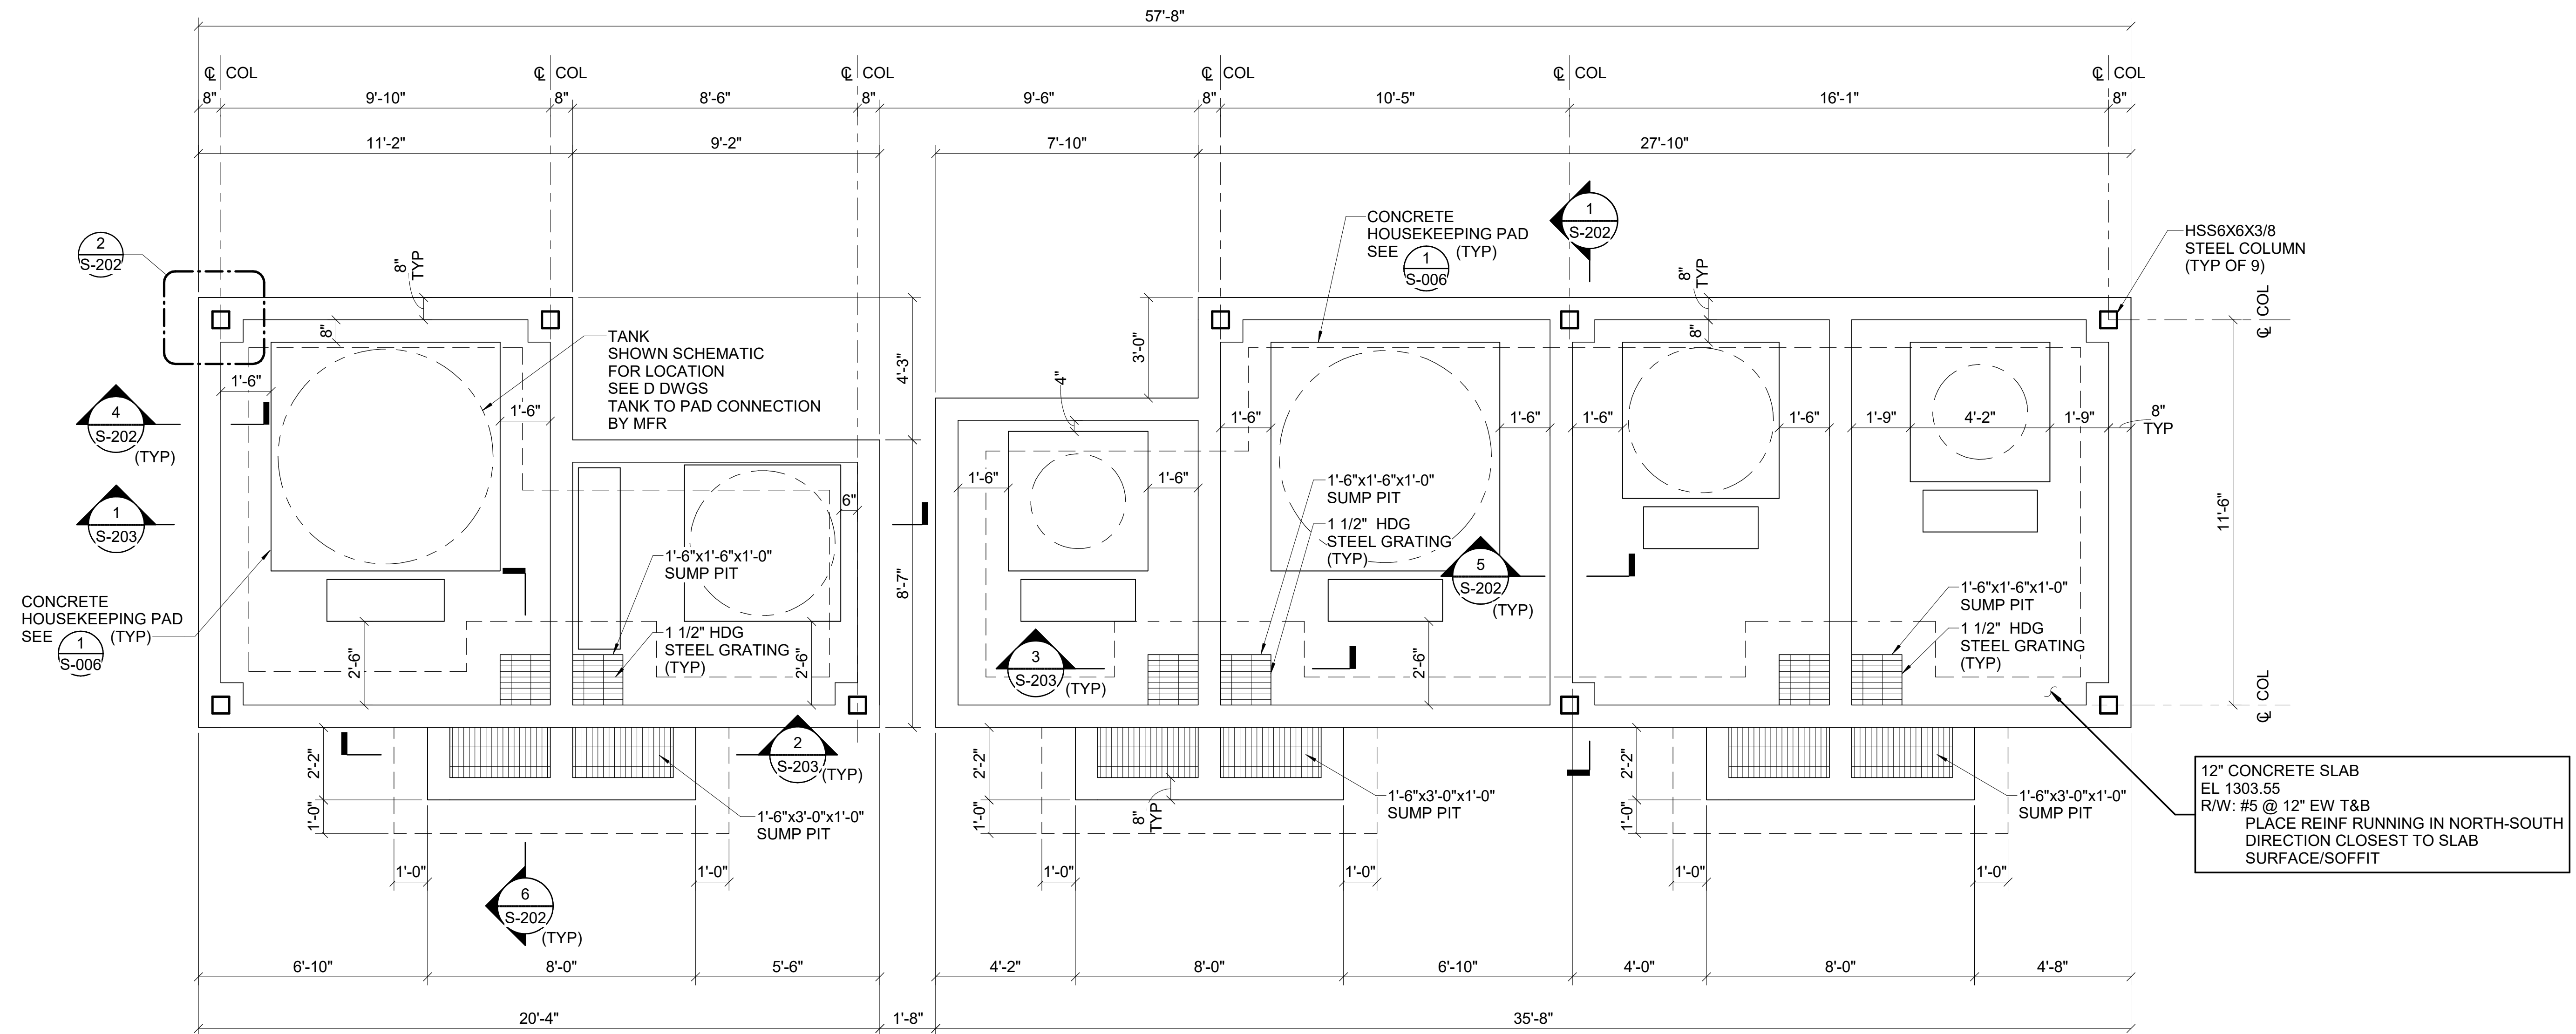 57'-8"
℄ COL
℄ COL
℄ COL
℄ COL
℄ COL
℄ COL
8"
9'-10"
8"
8'-6"
8"
9'-6"
8"
10'-5"
16'-1"
8"
11'-2"
9'-2"
7'-10"
27'-10"
2
S-202
8"
TYP
CONCRETE
HOUSEKEEPING PAD
SEE 1 (TYP)
S-006
1
S-202
8"
TYP
HSS6X6X3/8
STEEL COLUMN
(TYP OF 9)
℄ COL
8"
TANK
SHOWN SCHEMATIC
FOR LOCATION
SEE D DWGS
TANK TO PAD CONNECTION
BY MFR
4'-3"
3'-0"
8"
1'-6"
1'-6"
4"
4
S-202
(TYP)
1'-6"
1'-6"
1'-6"
1'-6"
1'-9"
4'-2"
1'-9"
8"
TYP
1'-6"
1'-6"
6"
1
S-203
1'-6"x1'-6"x1'-0"
SUMP PIT
1 1/2" HDG
STEEL GRATING
(TYP)
11'-6"
1'-6"x1'-6"x1'-0"
SUMP PIT
8'-7"
5
S-202
(TYP)
1'-6"x1'-6"x1'-0"
SUMP PIT
CONCRETE
HOUSEKEEPING PAD
SEE 1 (TYP)
S-006
1 1/2" HDG
STEEL GRATING
(TYP)
1 1/2" HDG
STEEL GRATING
(TYP)
2'-6"
2'-6"
3
S-203
(TYP)
2'-6"
℄ COL
2'-2"
2
S-203
(TYP)
2'-2"
2'-2"
12" CONCRETE SLAB
EL 1303.55
R/W: #5 @ 12" EW T&B
PLACE REINF RUNNING IN NORTH-SOUTH
DIRECTION CLOSEST TO SLAB
SURFACE/SOFFIT
1'-0"
1'-6"x3'-0"x1'-0"
SUMP PIT
1'-0"
8"
TYP
1'-6"x3'-0"x1'-0"
SUMP PIT
1'-0"
1'-6"x3'-0"x1'-0"
SUMP PIT
1'-0"
1'-0"
1'-0"
1'-0"
1'-0"
1'-0"
6
S-202
(TYP)
6'-10"
8'-0"
5'-6"
4'-2"
8'-0"
6'-10"
4'-0"
8'-0"
4'-8"
20'-4"
1'-8"
35'-8"